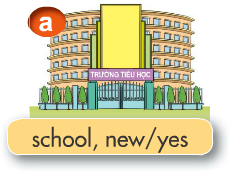 a
TRƯỜNG TIỂU HỌC
school, new/yes